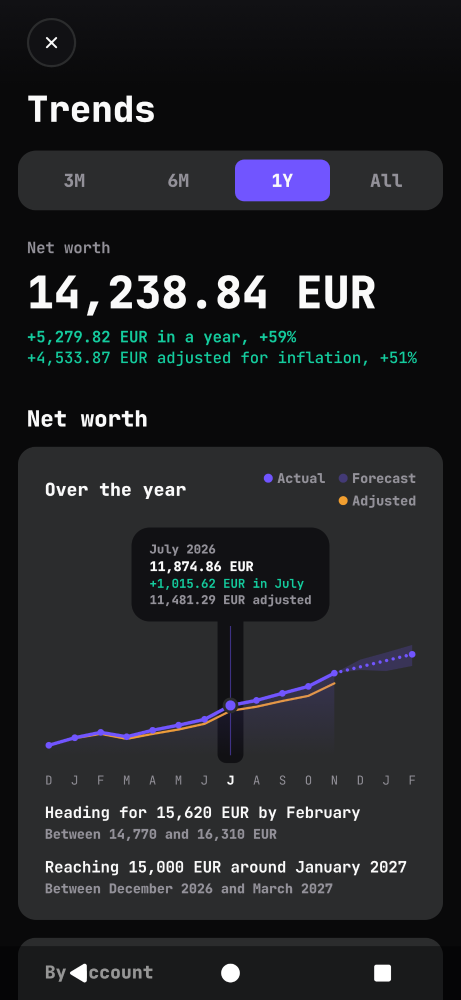 Trends
3M 6M 1Y All
Net worth
14,238.84 EUR
+5,279.82 EUR in a year, +59%
+4,533.87 EUR adjusted for inflation, +51%
Net worth
Over the year
Actual Forecast
Adjusted
July 2026
11,874.86 EUR
+1,015.62 EUR in July
11,481.29 EUR adjusted
D J F M A M J J A S O N D J F
Heading for 15,620 EUR by February
Between 14,770 and 16,310 EUR
Reaching 15,000 EUR around January 2027
Between December 2026 and March 2027
By ccount